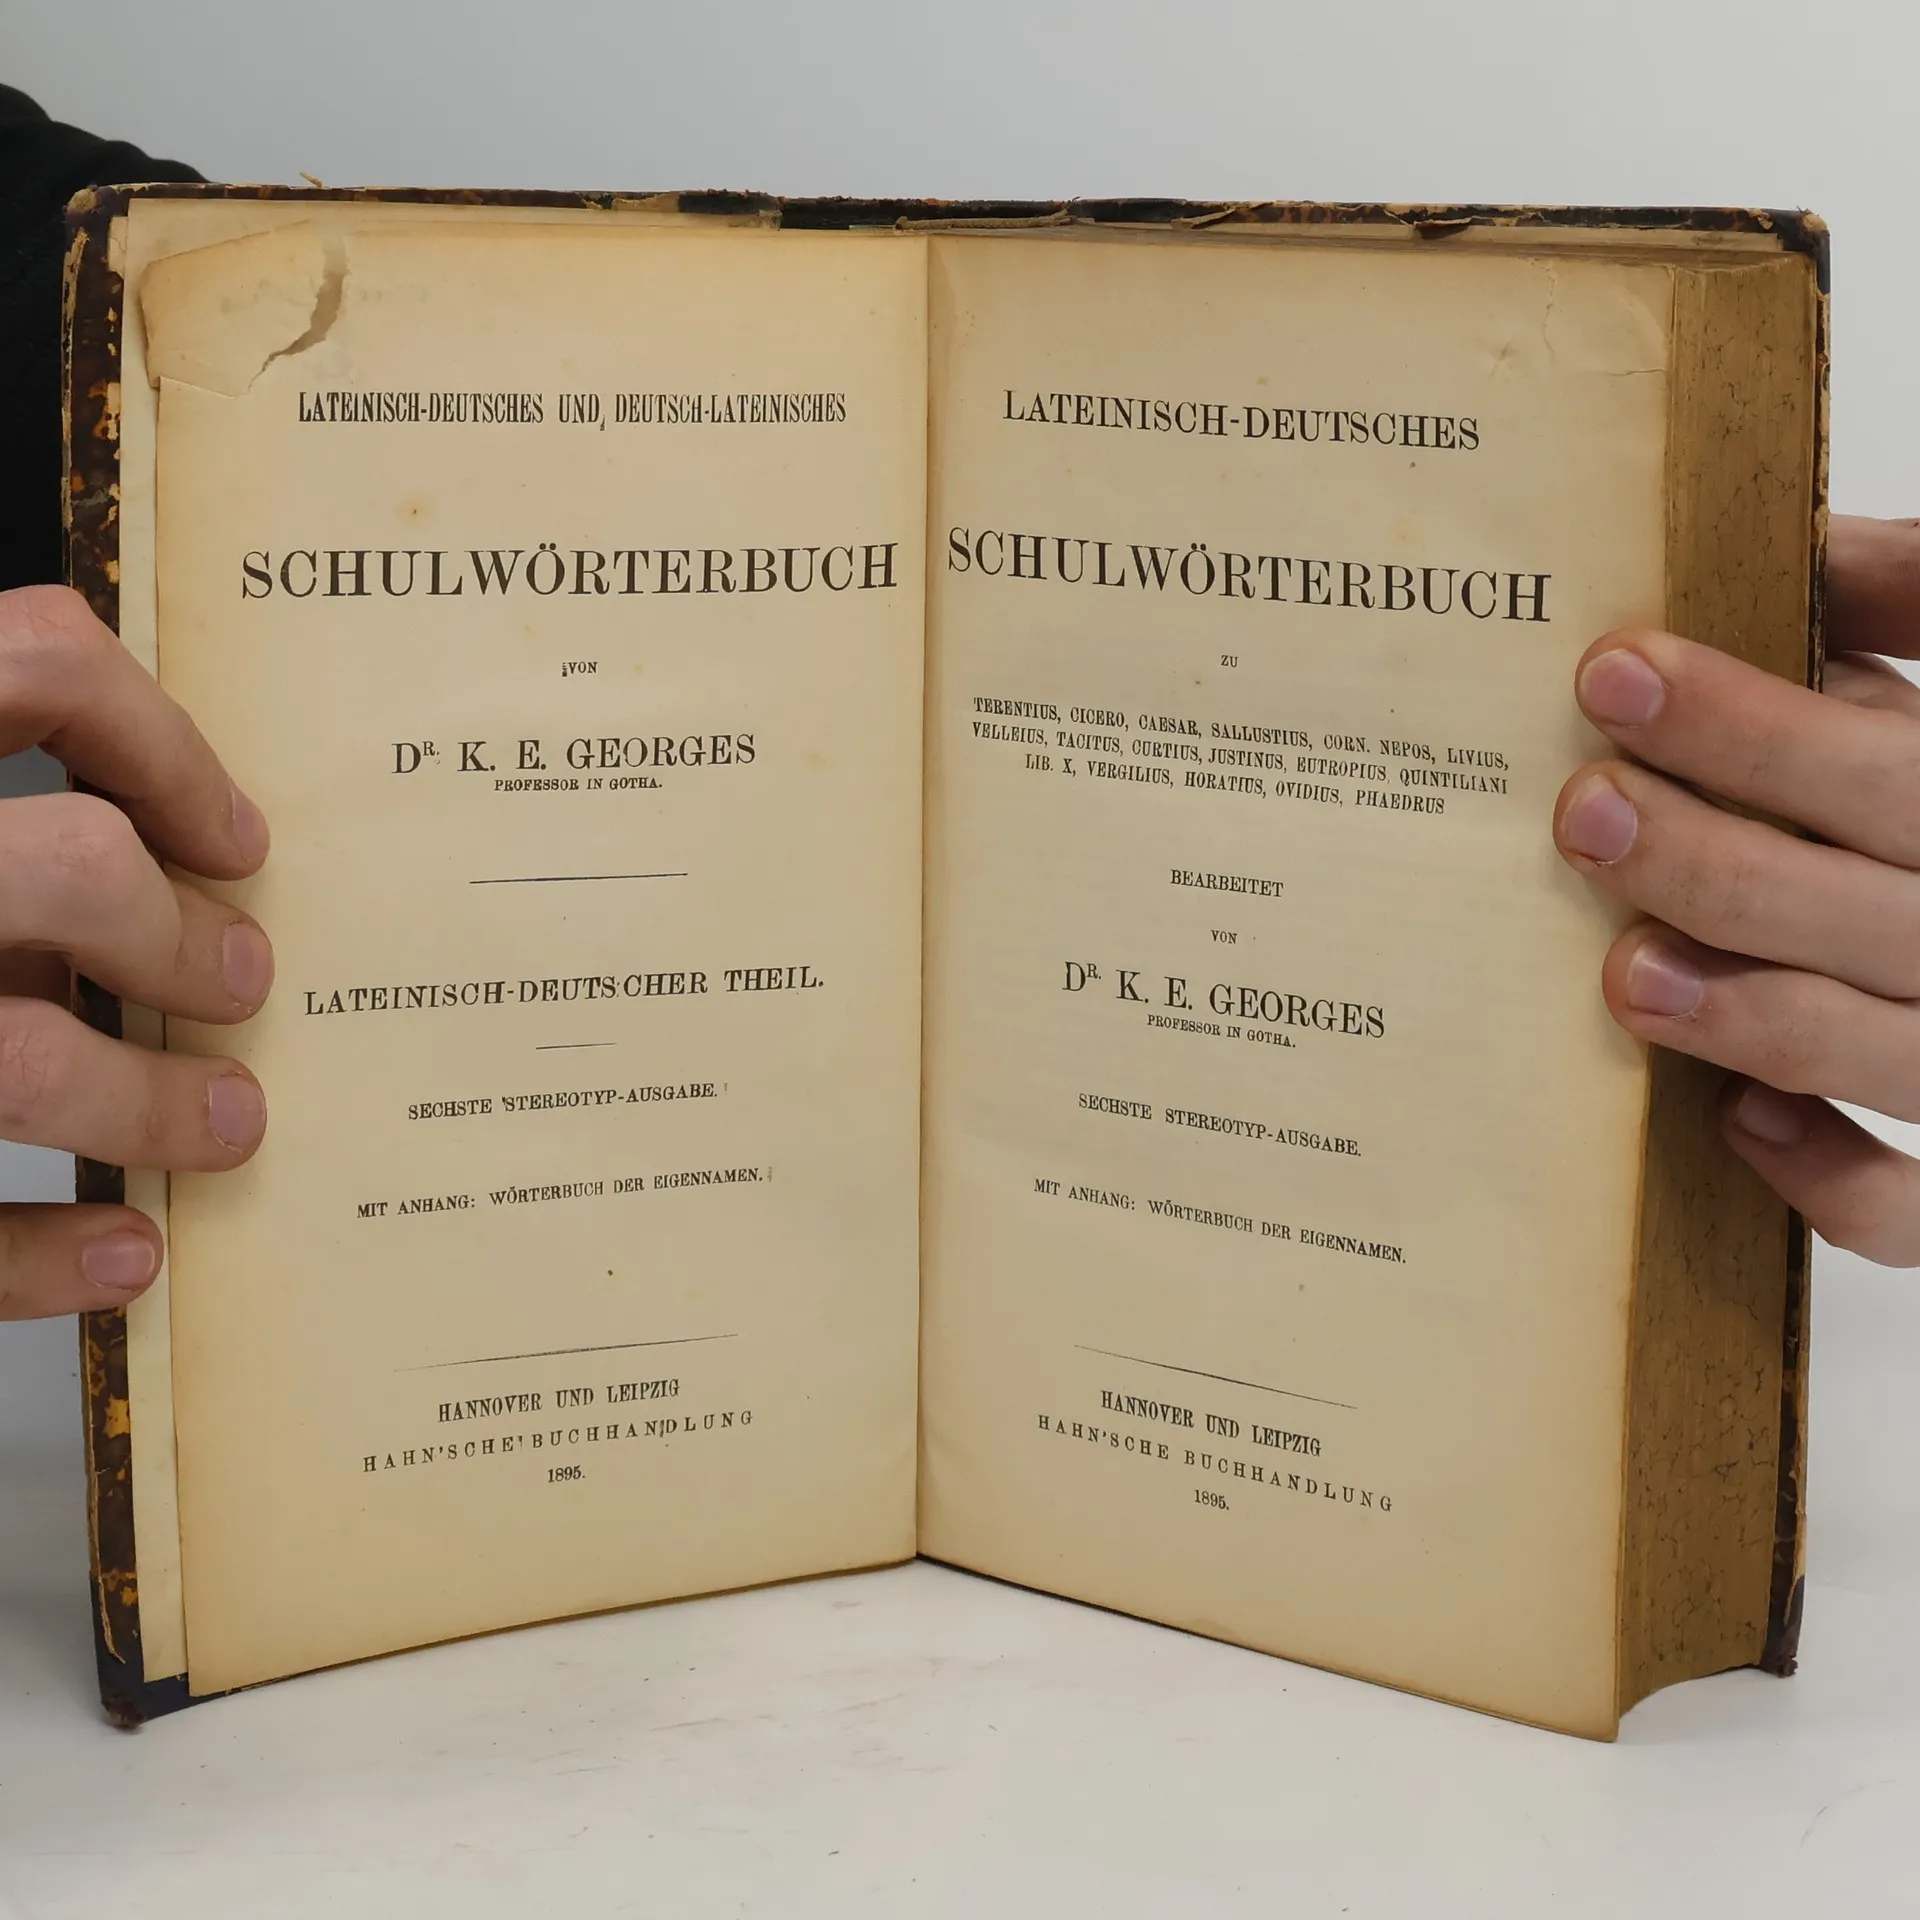 LATEINISCH-DEUTSCHES UND DEUTSCH-LATEINISCHES
SCHULWÖRTERBUCH
VON
DR. K. E. GEORGES
PROFESSOR IN GOTHA.
LATEINISCH-DEUTSCHER THEIL.
SECHSTE STEREOTYP-AUSGABE.
MIT ANHANG: WÖRTERBUCH DER EIGENNAMEN.
HANNOVER UND LEIPZIG
HAHN'SCHE BUCHHANDLUNG
1895.
LATEINISCH-DEUTSCHES
SCHULWÖRTERBUCH
ZU
TERENTIUS, CICERO, CAESAR, SALLUSTIUS, CORN. NEPOS, LIVIUS,
VELLEIUS, TACITUS, CURTIUS, JUSTINUS, EUTROPIUS, QUINTILIANI
LIB. X, VERGILIUS, HORATIUS, OVIDIUS, PHAEDRUS
BEARBEITET
VON
DR. K. E. GEORGES
PROFESSOR IN GOTHA.
SECHSTE STEREOTYP-AUSGABE.
MIT ANHANG: WÖRTERBUCH DER EIGENNAMEN.
HANNOVER UND LEIPZIG
HAHN'SCHE BUCHHANDLUNG
1895.